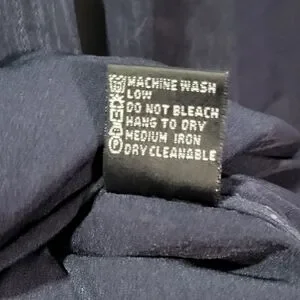 MACHINE WASH
LOW
DO NOT BLEACH
HANG TO DRY
MEDIUM IRON
DRY CLEANABLE